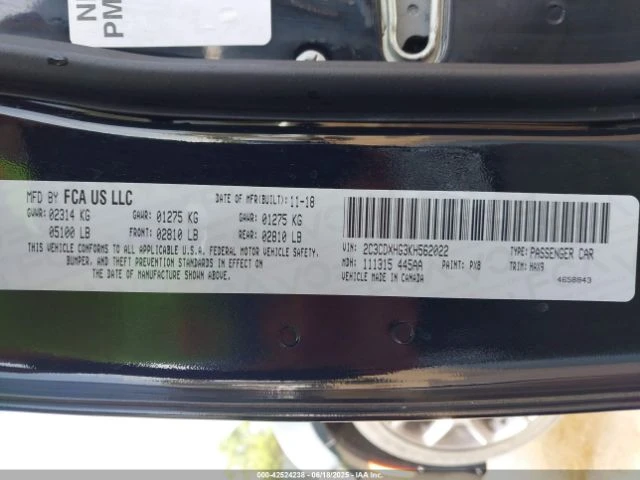 PM
MFD BY FCA US LLC
DATE OF MFR(BUILT): 11-18
GVWR: 02314 KG
GAWR: 01275 KG
GAWR: 01275 KG
05100 LB
FRONT: 02810 LB
REAR: 02810 LB
THIS VEHICLE CONFORMS TO ALL APPLICABLE U.S.A. FEDERAL MOTOR VEHICLE SAFETY,
BUMPER, AND THEFT PREVENTION STANDARDS IN EFFECT ON THE
DATE OF MANUFACTURE SHOWN ABOVE.
VIN: 2C3CDXHG3KH562022
TYPE: PASSENGER CAR
MDH: 111315 445AA
PAINT: PX8
TRIM: HAX9
VEHICLE MADE IN CANADA
4658843
000-42524238 - 06/18/2025 - IAA Inc.